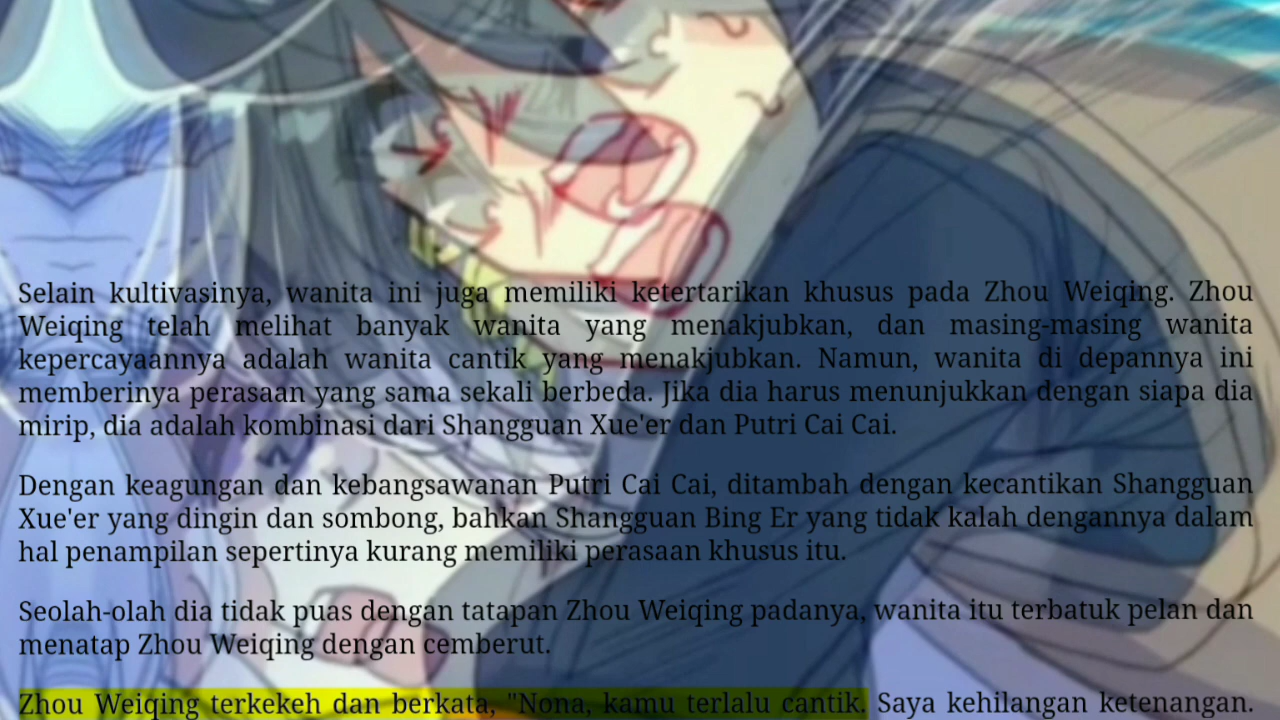 Selain kultivasinya, wanita ini juga memiliki ketertarikan khusus pada Zhou Weiqing. Zhou
Weiqing telah melihat banyak wanita yang menakjubkan, dan masing-masing wanita
kepercayaannya adalah wanita cantik yang menakjubkan. Namun, wanita di depannya ini
memberinya perasaan yang sama sekali berbeda. Jika dia harus menunjukkan dengan siapa dia
mirip, dia adalah kombinasi dari Shangguan Xue'er dan Putri Cai Cai.
Dengan keagungan dan kebangsawanan Putri Cai Cai, ditambah dengan kecantikan Shangguan
Xue'er yang dingin dan sombong, bahkan Shangguan Bing Er yang tidak kalah dengannya dalam
hal penampilan sepertinya kurang memiliki perasaan khusus itu.
Seolah-olah dia tidak puas dengan tatapan Zhou Weiqing padanya, wanita itu terbatuk pelan dan
menatap Zhou Weiqing dengan cemberut.
Zhou Weiqing terkekeh dan berkata, "Nona, kamu terlalu cantik. Saya kehilangan ketenangan.